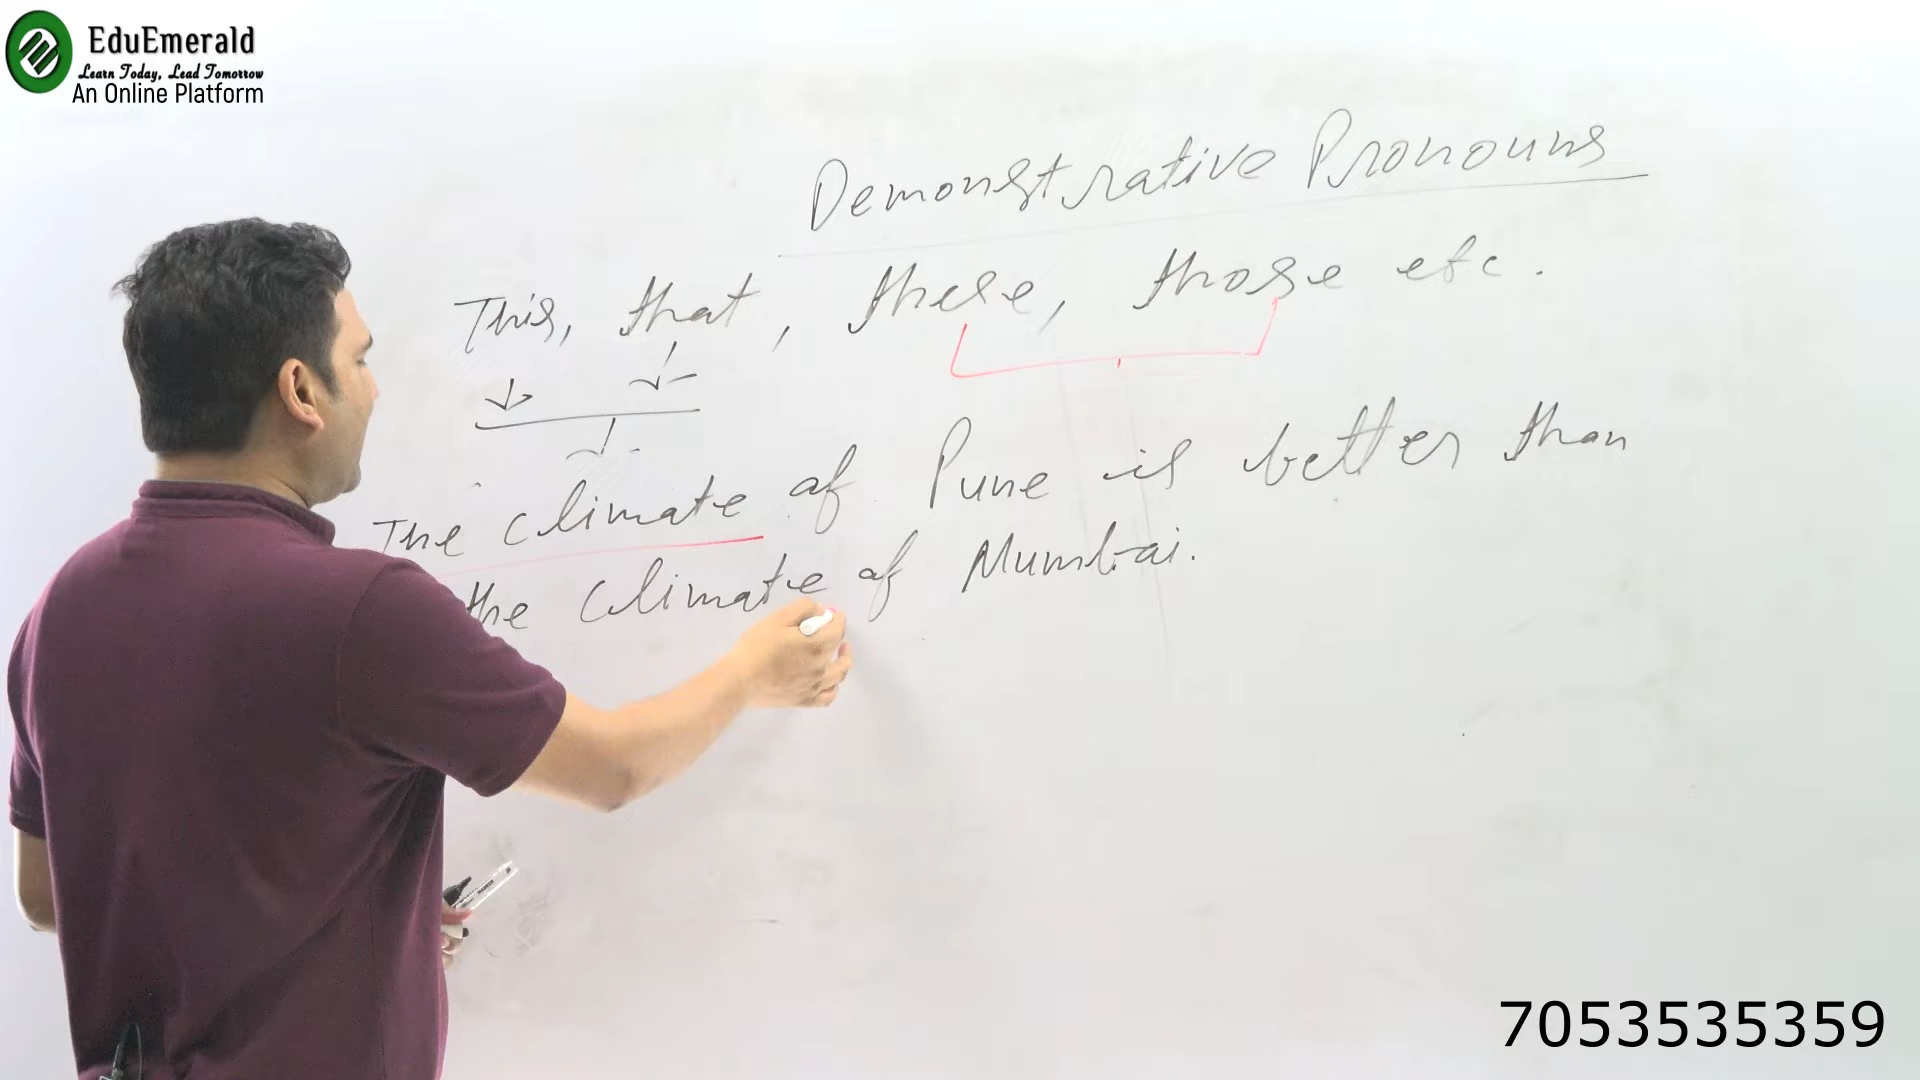 EduEmerald
Learn Today, Lead Tomorrow
An Online Platform
Demonstrative Pronouns
This, that, these, those etc.
The climate of Pune is better than
the climate of Mumbai.
7053535359